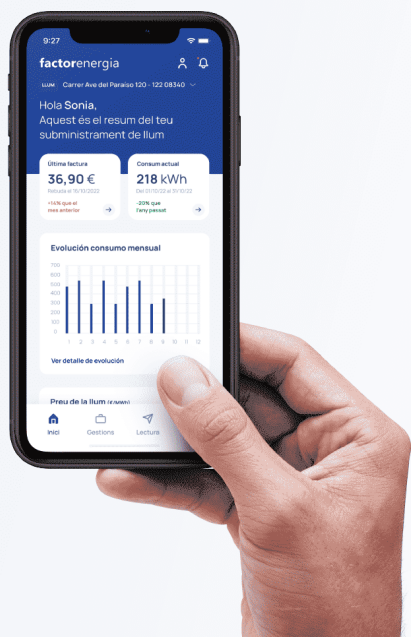 9:27
factorenergia
LLUM Carrer Ave del Paraiso 120 - 122 08340
Hola Sonia,
Aquest és el resum del teu
subministrament de llum
Última factura
36,90 €
Rebuda el 10/10/2022
+14% que el
mes anterior
Consum actual
218 kWh
Del 01/10/22 al 31/10/22
-20% que
l'any passat
Evolución consumo mensual
700
600
500
400
300
200
100
0
1 2 3 4 5 6 7 8 9 10 11 12
Ver detalle de evolución
Preu de la llum (€/MWh)
Inici
Gestions
Lectura